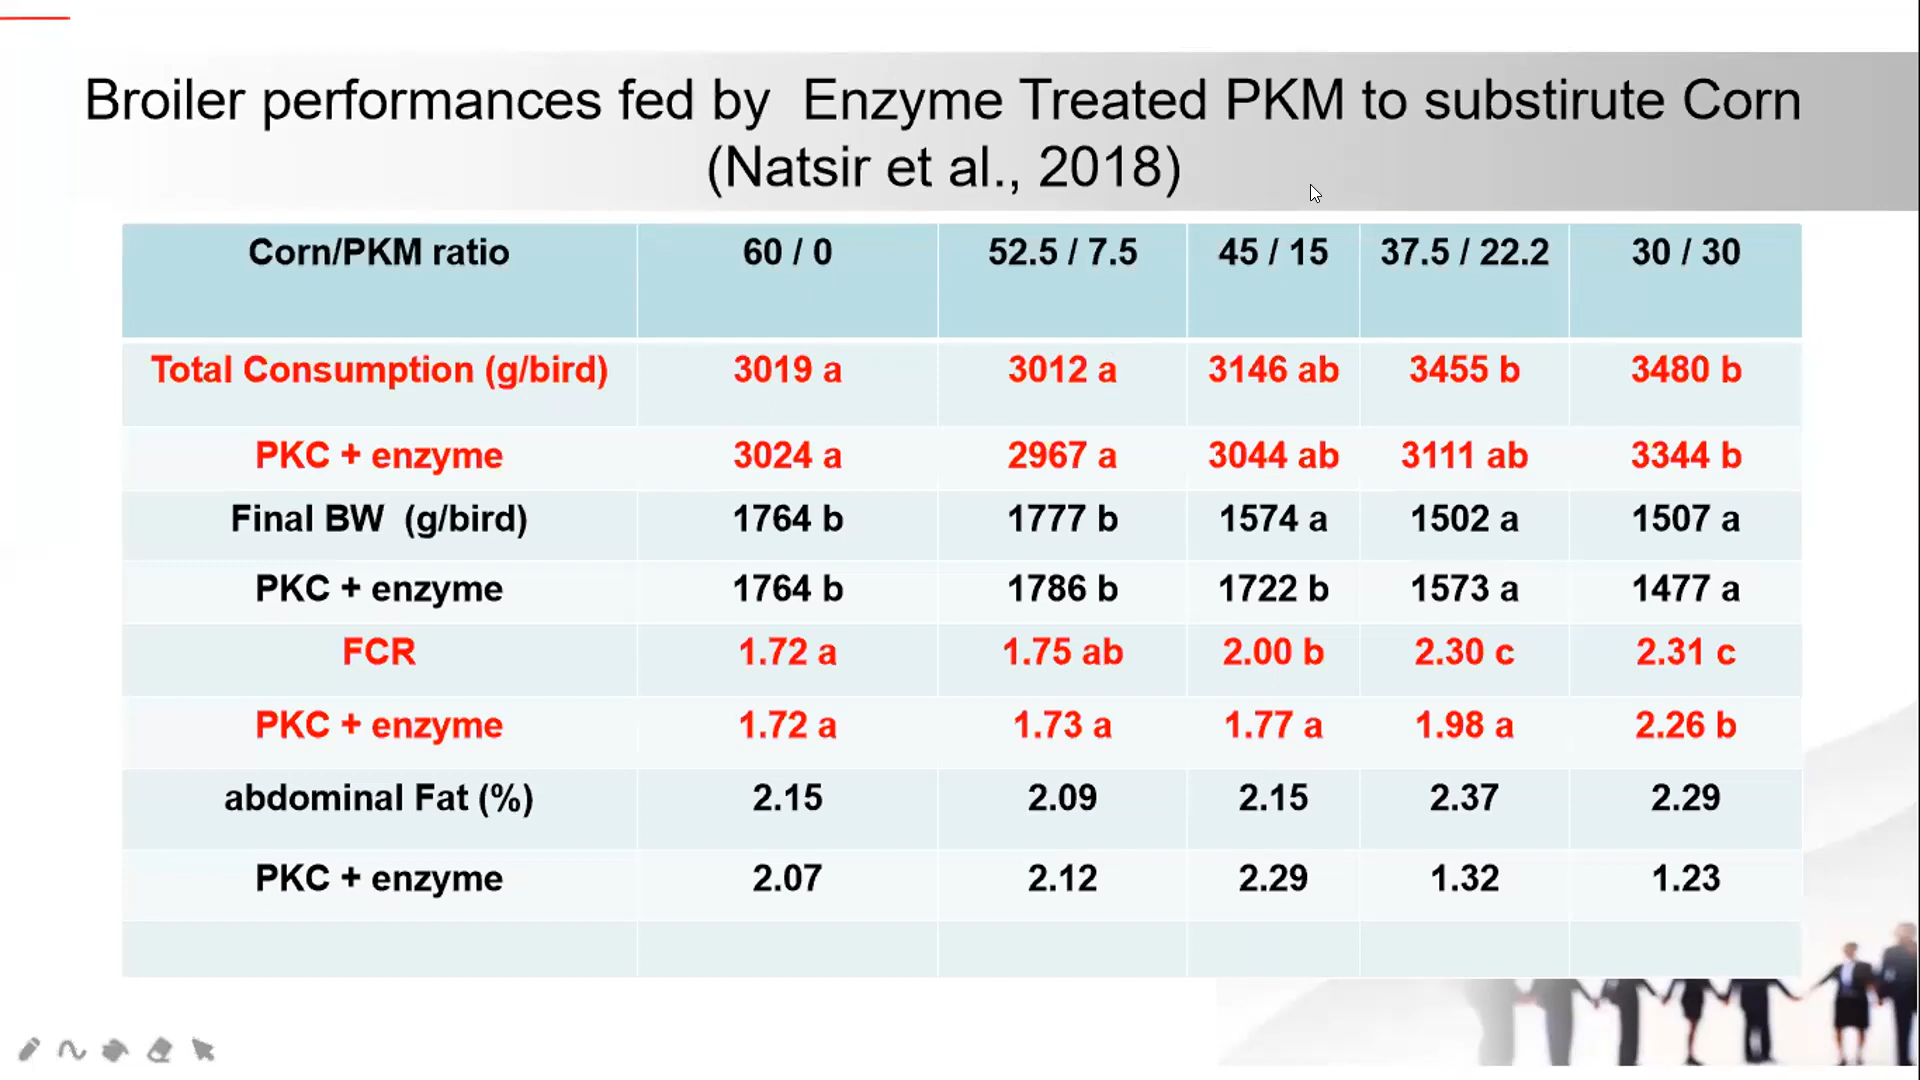 Broiler performances fed by  Enzyme Treated PKM to substirute Corn
(Natsir et al., 2018)
Corn/PKM ratio 60 / 0 52.5 / 7.5 45 / 15 37.5 / 22.2 30 / 30
Total Consumption (g/bird) 3019 a 3012 a 3146 ab 3455 b 3480 b
PKC + enzyme 3024 a 2967 a 3044 ab 3111 ab 3344 b
Final BW  (g/bird) 1764 b 1777 b 1574 a 1502 a 1507 a
PKC + enzyme 1764 b 1786 b 1722 b 1573 a 1477 a
FCR 1.72 a 1.75 ab 2.00 b 2.30 c 2.31 c
PKC + enzyme 1.72 a 1.73 a 1.77 a 1.98 a 2.26 b
abdominal Fat (%) 2.15 2.09 2.15 2.37 2.29
PKC + enzyme 2.07 2.12 2.29 1.32 1.23